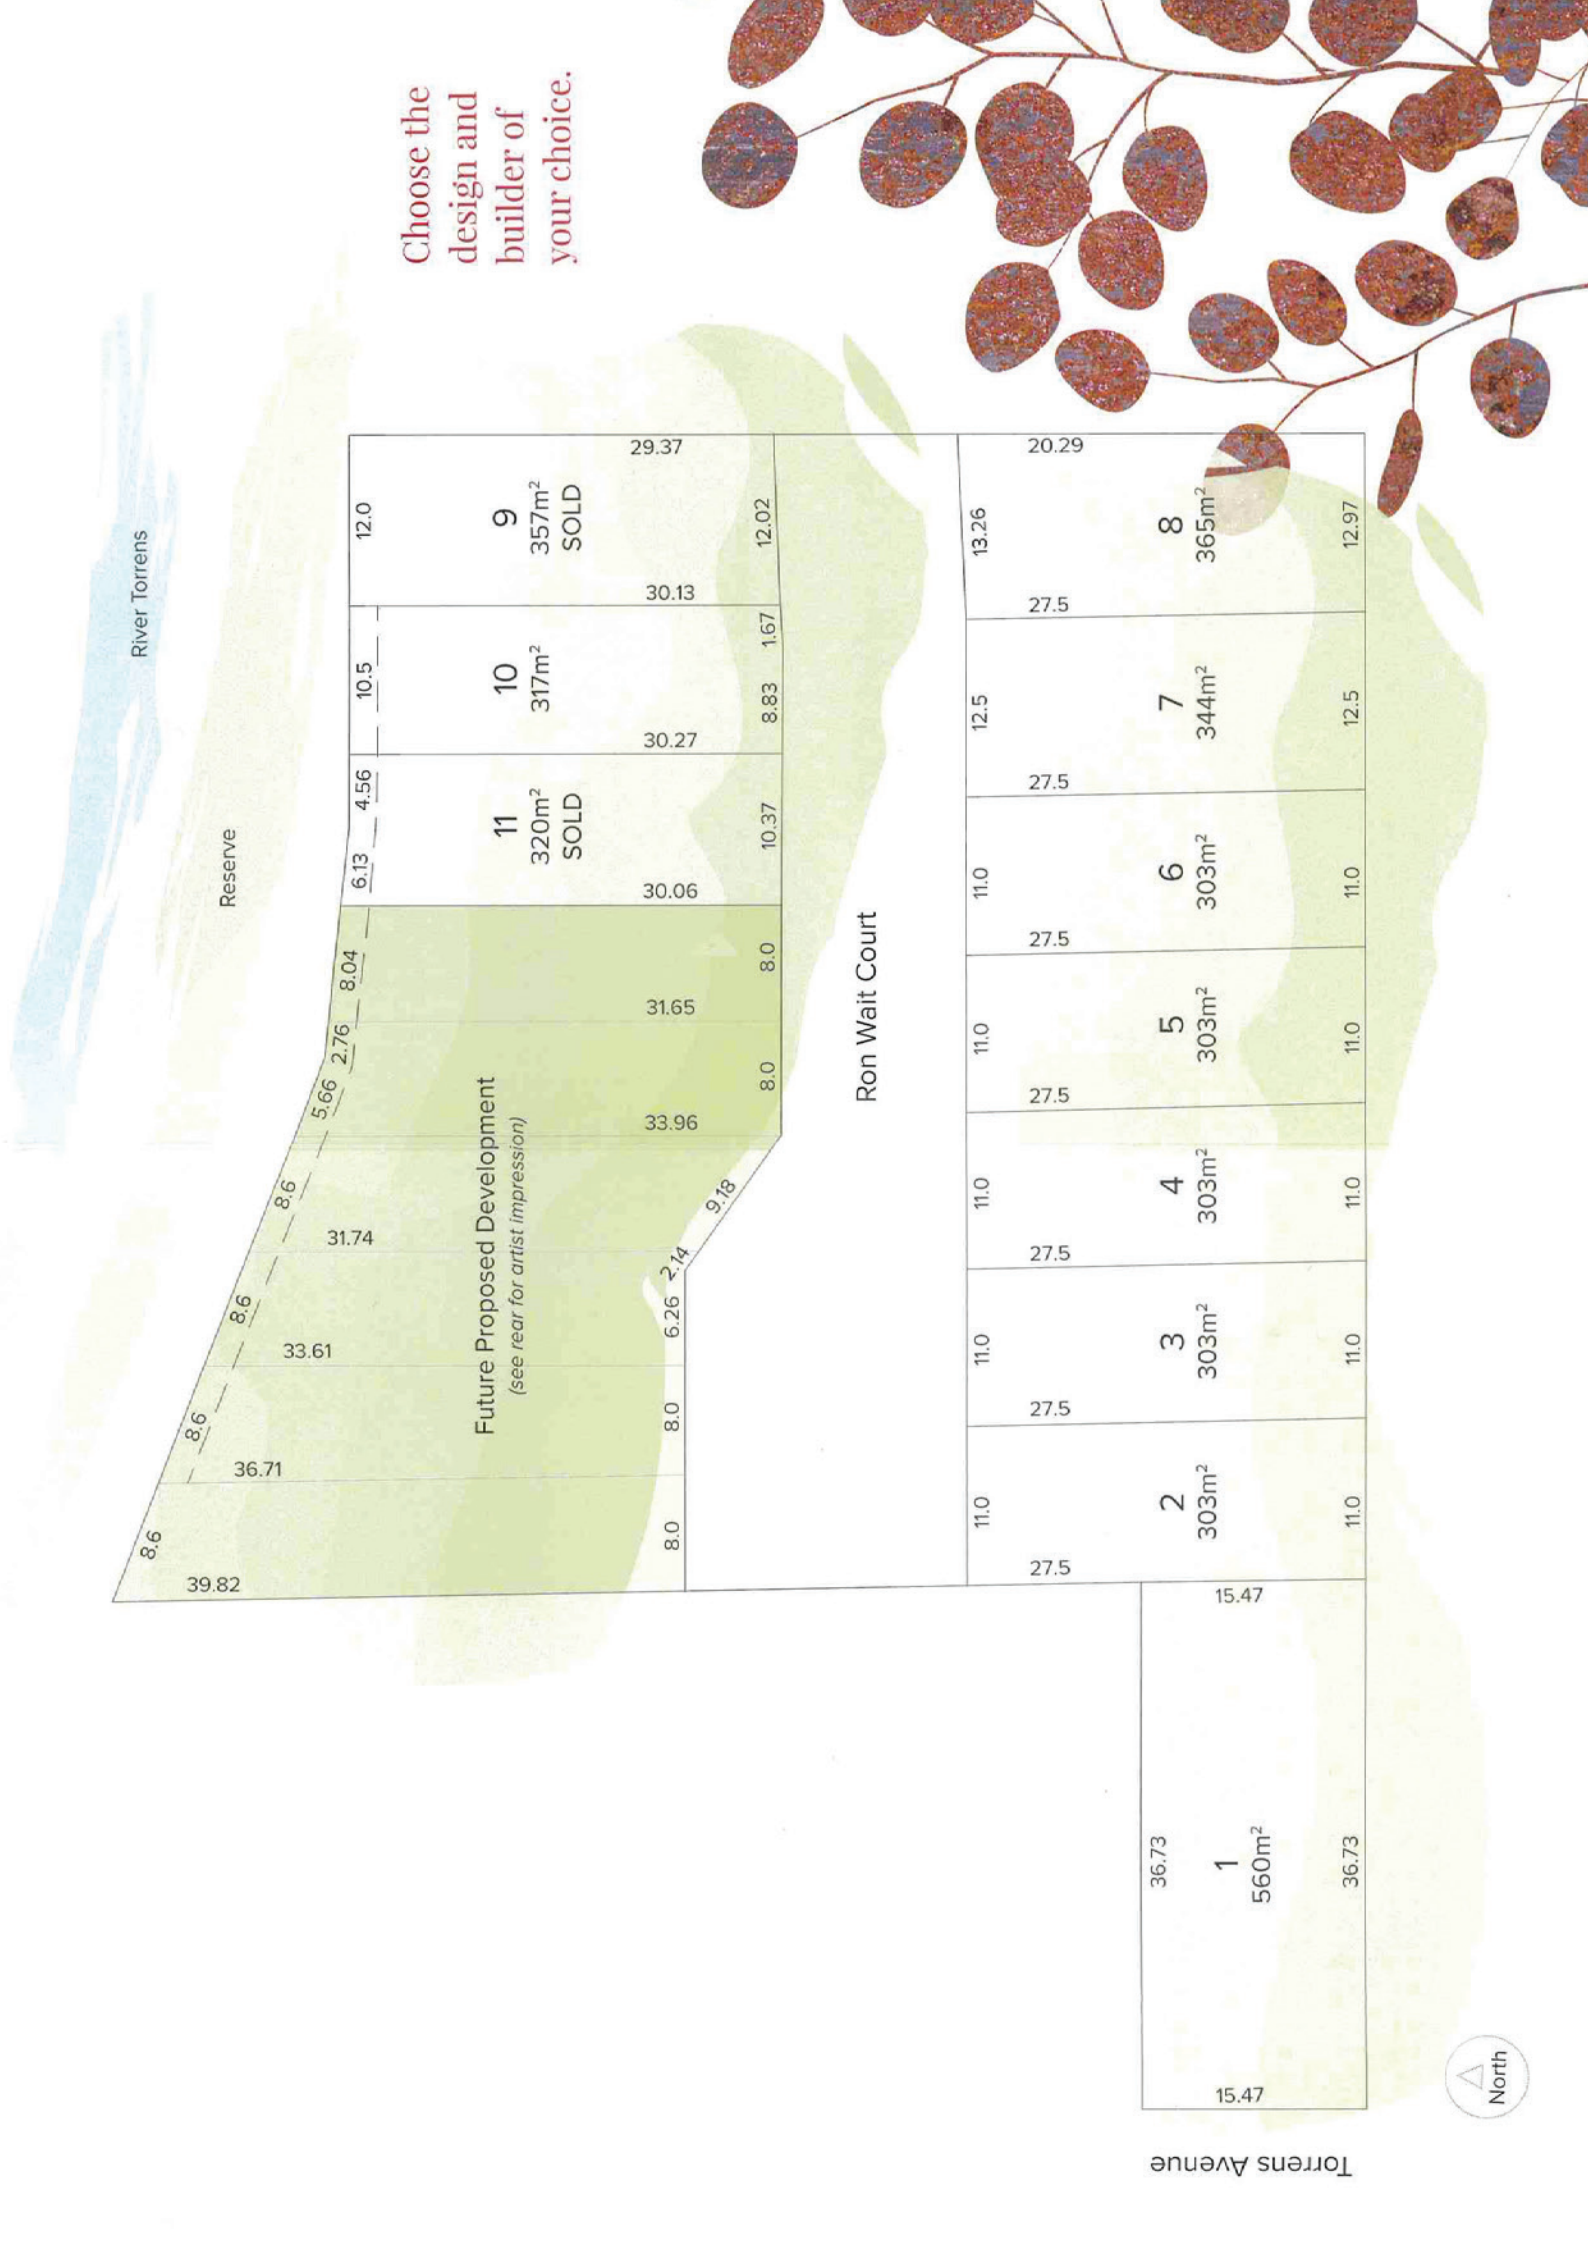 River Torrens
Reserve
Choose the
design and
builder of
your choice.
8.6
8.6
8.6
8.6
5.66
2.76
8.04
6.13
4.56
10.5
12.0
39.82
36.71
33.61
31.74
33.96
31.65
30.06
30.27
30.13
29.37
Future Proposed Development
(see rear for artist impression)
11
320m²
SOLD
10
317m²
9
357m²
SOLD
8.0
8.0
6.26
2.14
9.18
8.0
8.0
10.37
8.83
1.67
12.02
Ron Wait Court
11.0
11.0
11.0
11.0
11.0
12.5
13.26
27.5
27.5
27.5
27.5
27.5
27.5
27.5
20.29
Torrens Avenue
15.47
36.73
1
560m²
36.73
15.47
2
303m²
3
303m²
4
303m²
5
303m²
6
303m²
7
344m²
8
365m²
11.0
11.0
11.0
11.0
11.0
12.5
12.97
North